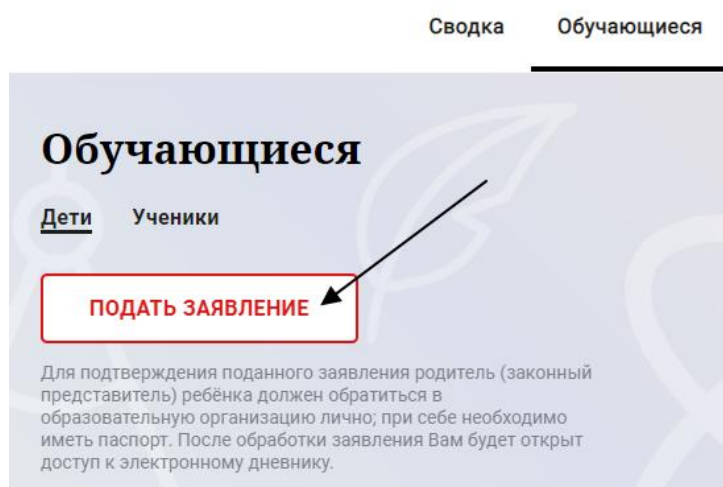 Сводка Обучающиеся
Обучающиеся
Дети Ученики
ПОДАТЬ ЗАЯВЛЕНИЕ
Для подтверждения поданного заявления родитель (законный
представитель) ребёнка должен обратиться в
образовательную организацию лично; при себе необходимо
иметь паспорт. После обработки заявления Вам будет открыт
доступ к электронному дневнику.